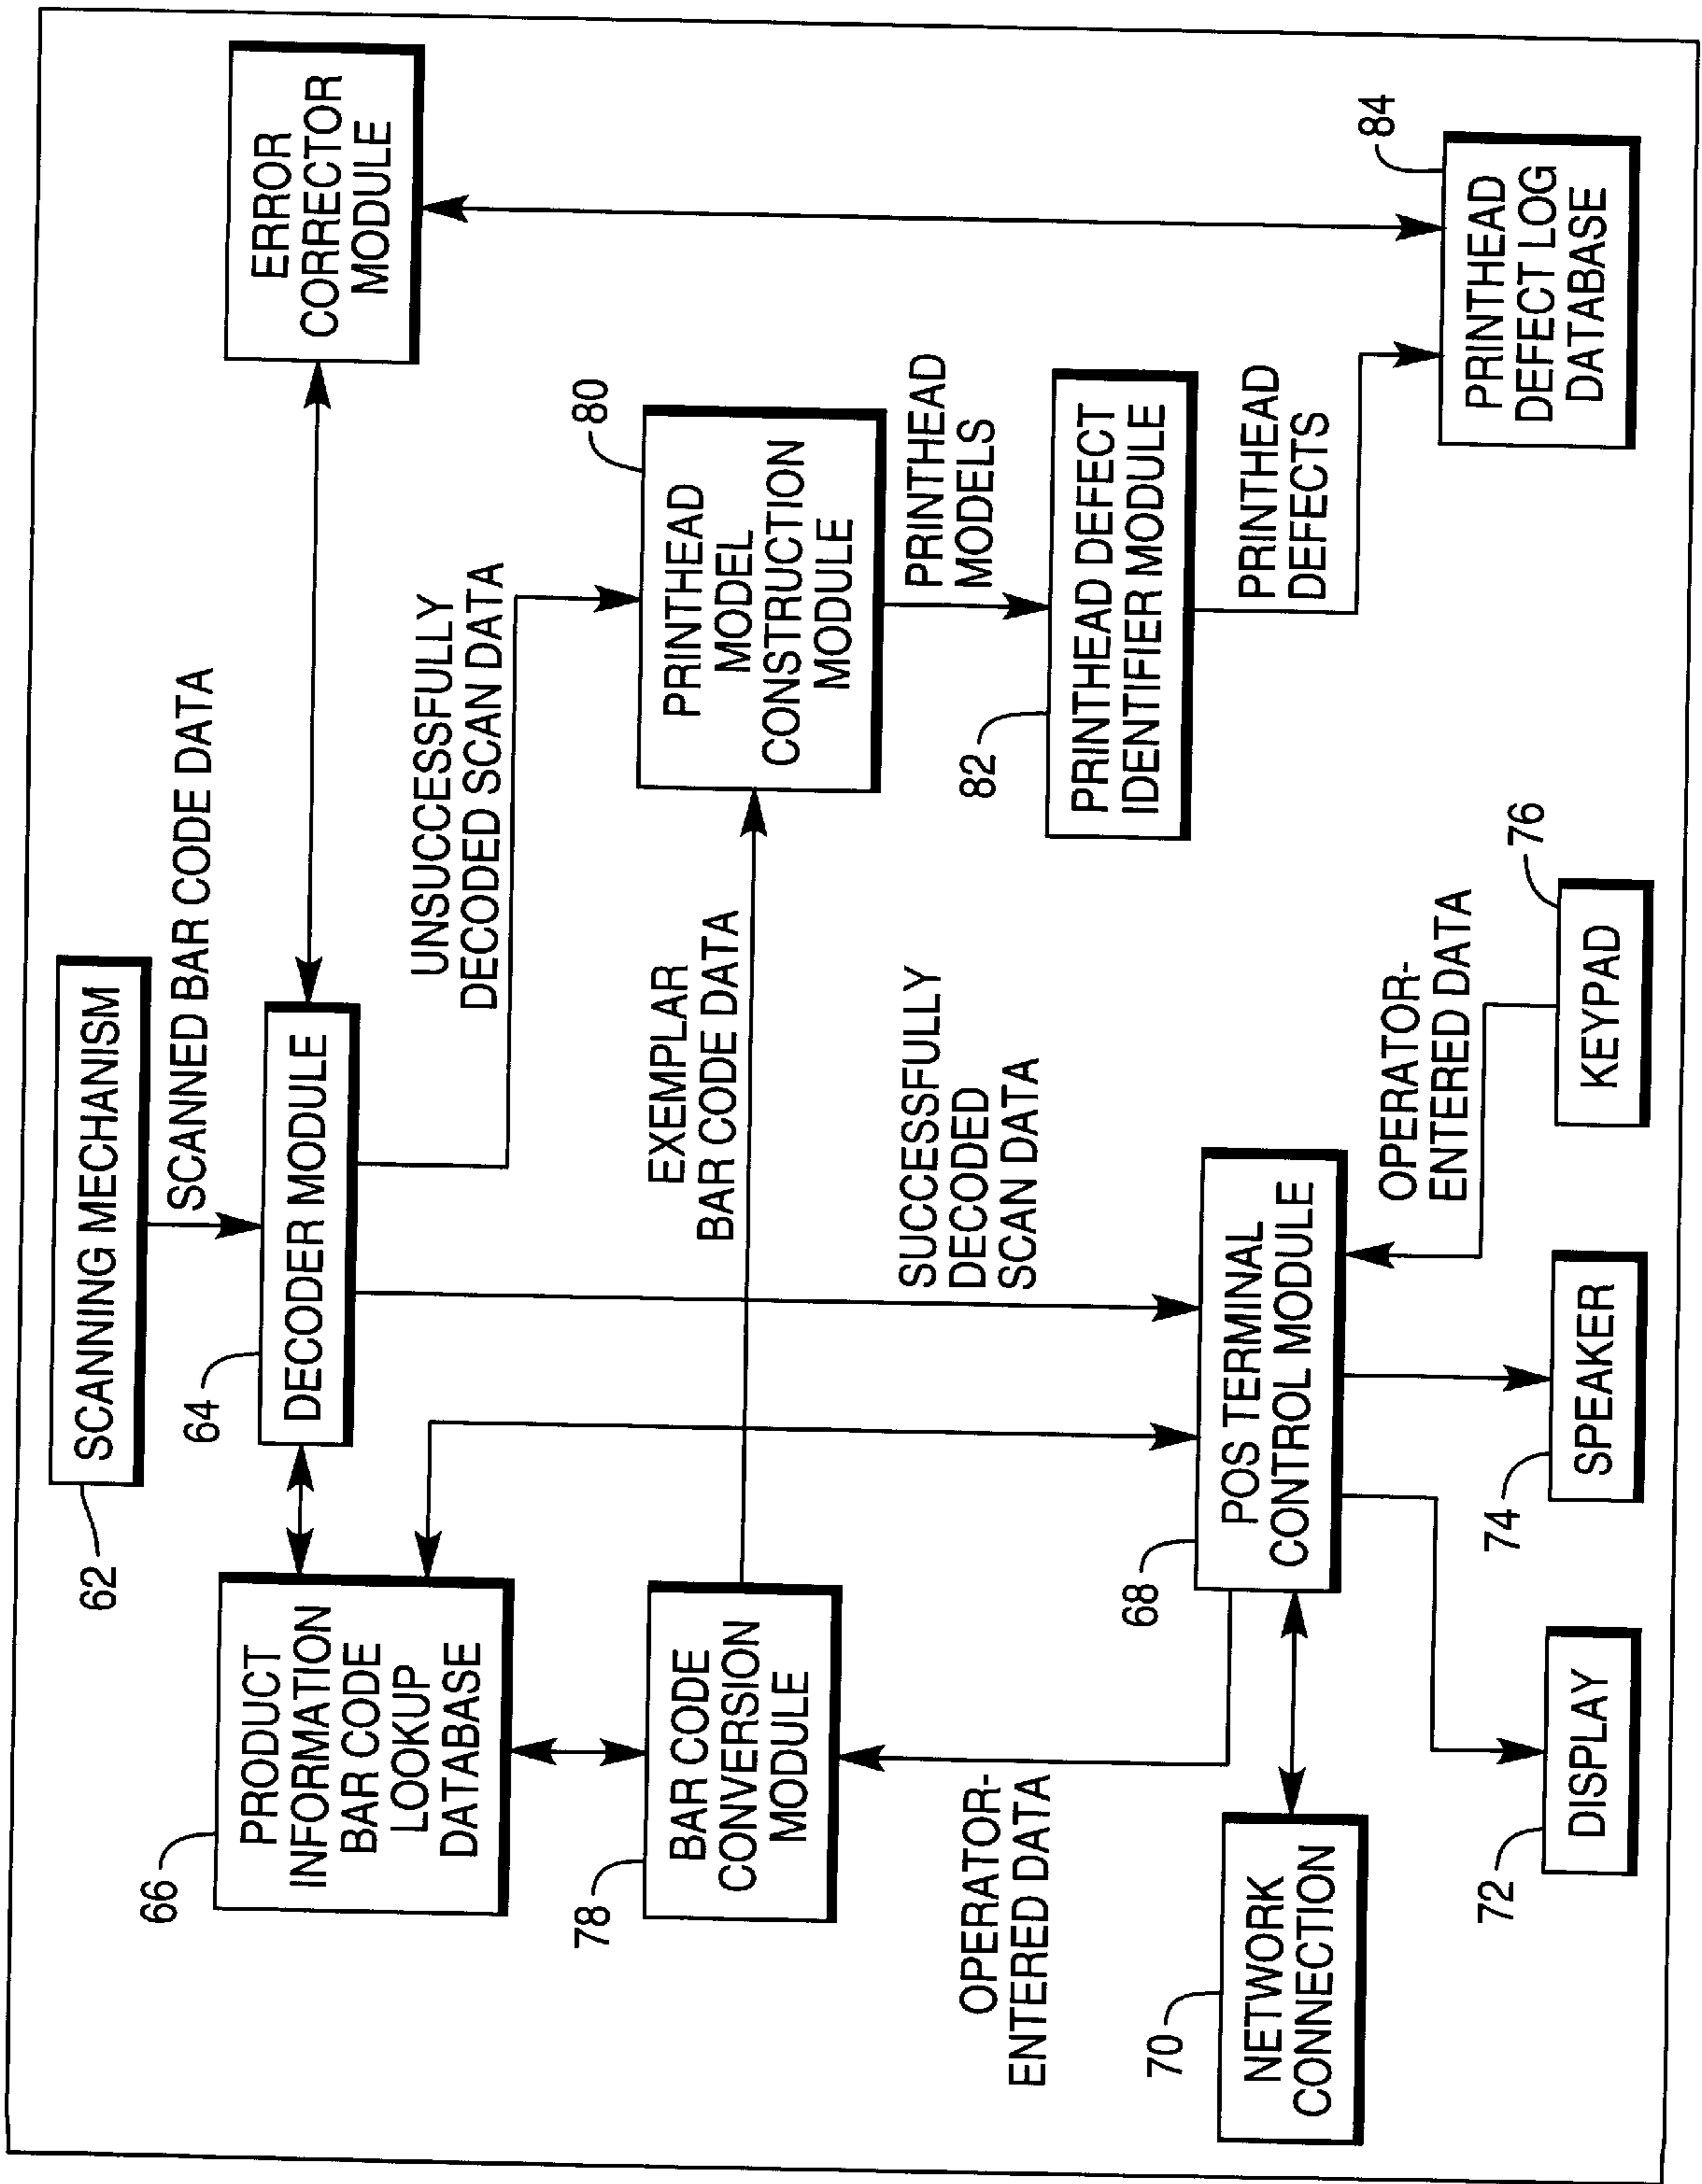 SCANNING MECHANISM
62
SCANNED BAR CODE DATA
PRODUCT
INFORMATION
BAR CODE
LOOKUP
DATABASE
66
DECODER MODULE
64
ERROR
CORRECTOR
MODULE
UNSUCCESSFULLY
DECODED SCAN DATA
BAR CODE
CONVERSION
MODULE
78
EXEMPLAR
BAR CODE DATA
PRINTHEAD
MODEL
CONSTRUCTION
MODULE
80
SUCCESSFULLY
DECODED
SCAN DATA
PRINTHEAD
MODELS
OPERATOR-
ENTERED DATA
PRINTHEAD DEFECT
IDENTIFIER MODULE
82
NETWORK
CONNECTION
70
POS TERMINAL
CONTROL MODULE
68
PRINTHEAD
DEFECTS
OPERATOR-
ENTERED DATA
PRINTHEAD
DEFECT LOG
DATABASE
84
DISPLAY
72
SPEAKER
74
KEYPAD
76